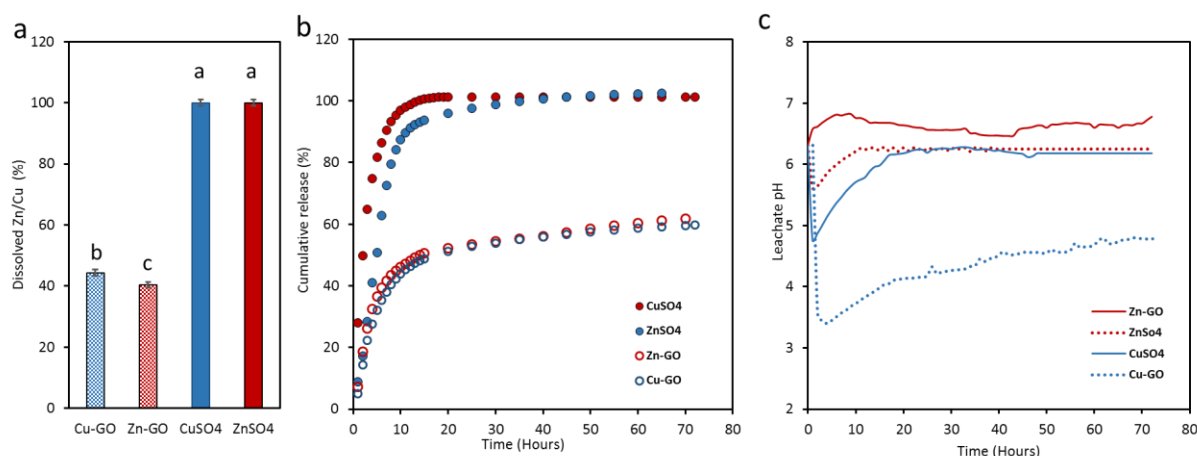 a
Dissolved Zn/Cu (%)
120
100
80
60
40
20
0
b
c
a
a
Cu-GO Zn-GO CuSO4 ZnSO4
b
Cumulative release (%)
120
100
80
60
40
20
0
0 10 20 30 40 50 60 70 80
Time (Hours)
CuSO4
ZnSO4
Zn-GO
Cu-GO
c
Leachate pH
8
7
6
5
4
3
2
0 10 20 30 40 50 60 70 80
Time (Hours)
Zn-GO
ZnSo4
CuSO4
Cu-GO